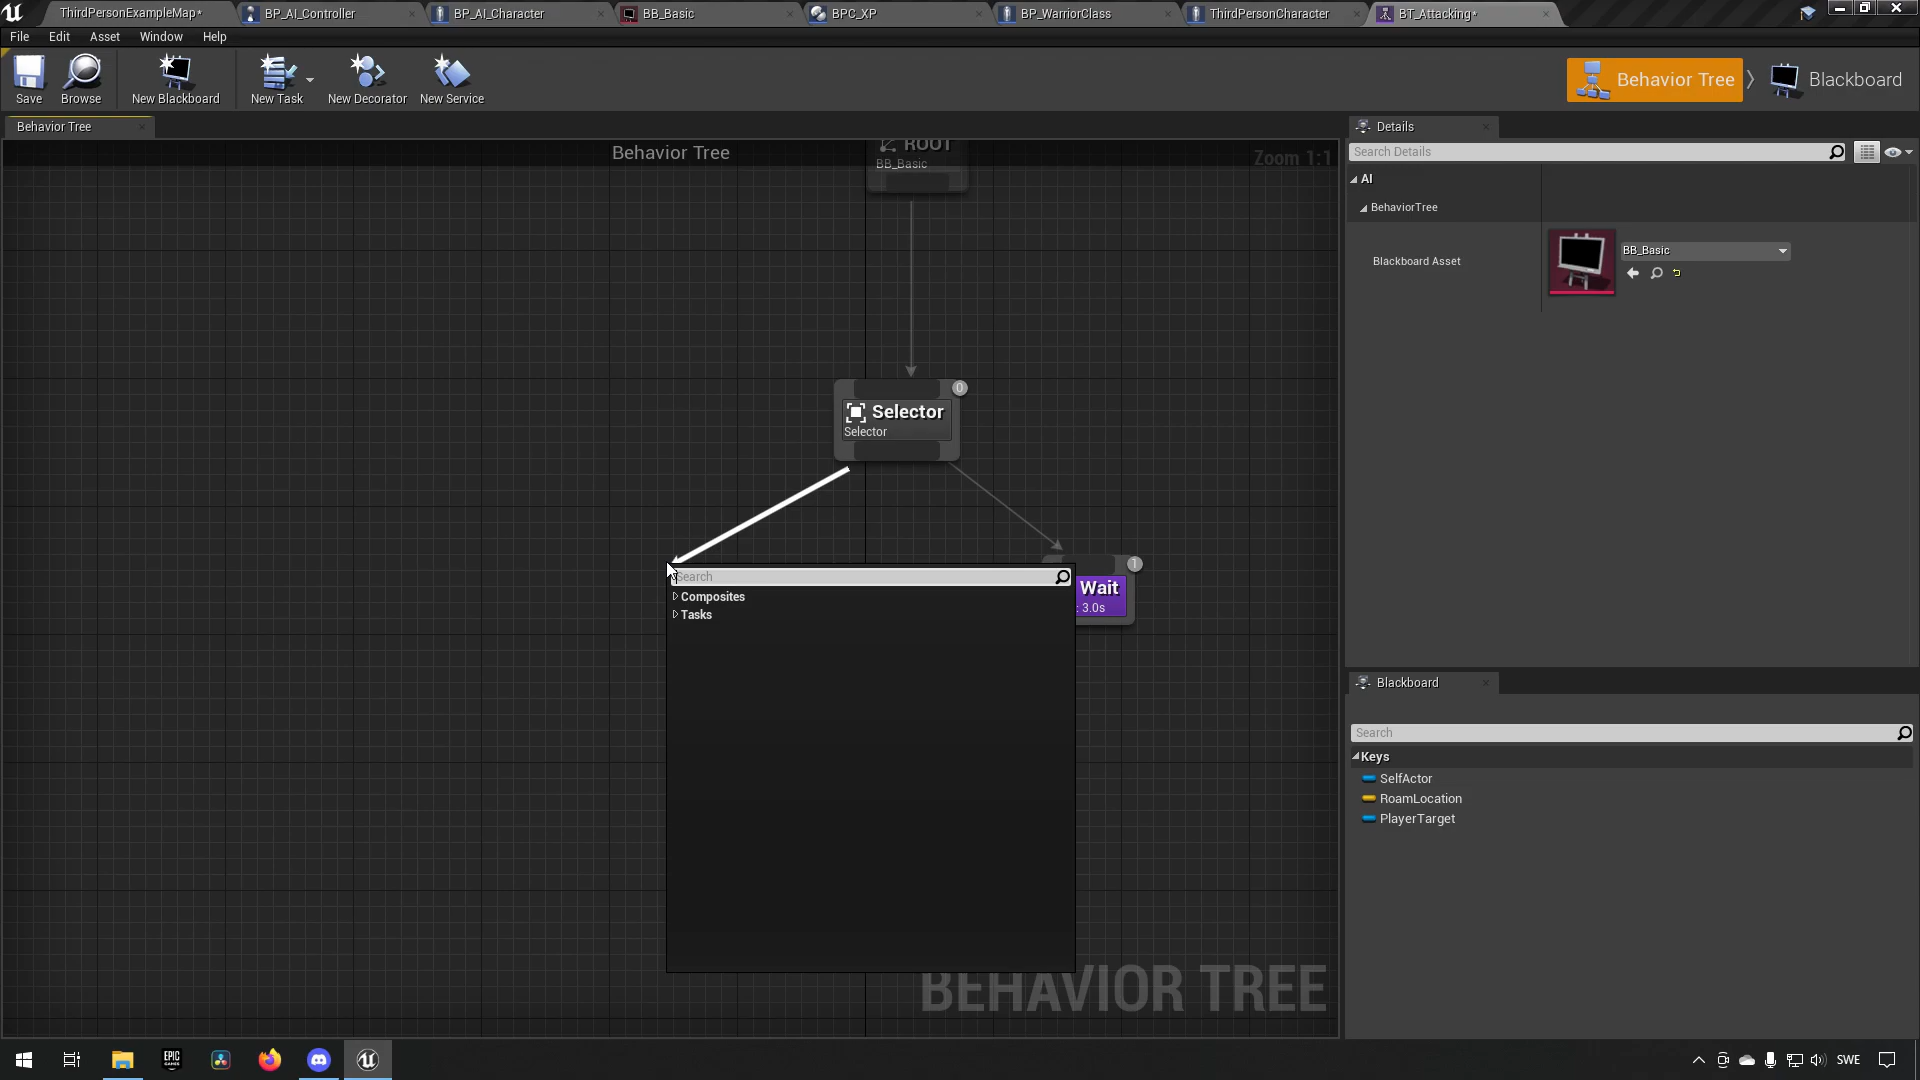 ThirdPersonExampleMap*
BP_AI_Controller
BP_AI_Character
BB_Basic
BPC_XP
BP_WarriorClass
ThirdPersonCharacter
BT_Attacking*
File Edit Asset Window Help
Save
Browse
New Blackboard
New Task
New Decorator
New Service
Behavior Tree
Blackboard
Behavior Tree
Details
Behavior Tree
Zoom 1:1
Search Details
ROOT
BB_Basic
AI
BehaviorTree
Blackboard Asset
BB_Basic
0
Selector
Selector
1
Wait
: 3.0s
Search
Composites
Tasks
Blackboard
Search
Keys
SelfActor
RoamLocation
PlayerTarget
BEHAVIOR TREE
EPIC
GAMES
SWE